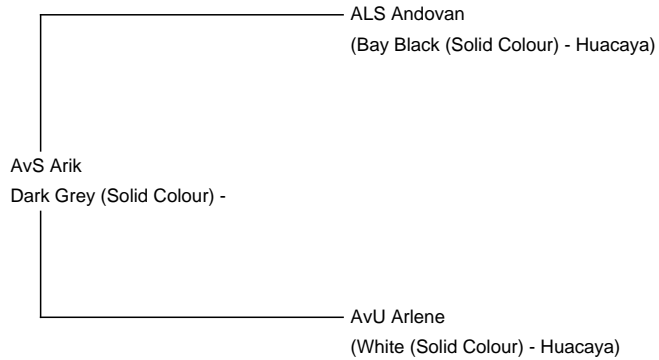 ALS Andovan
(Bay Black (Solid Colour) - Huacaya)
AvS Arik
Dark Grey (Solid Colour) -
AvU Arlene
(White (Solid Colour) - Huacaya)